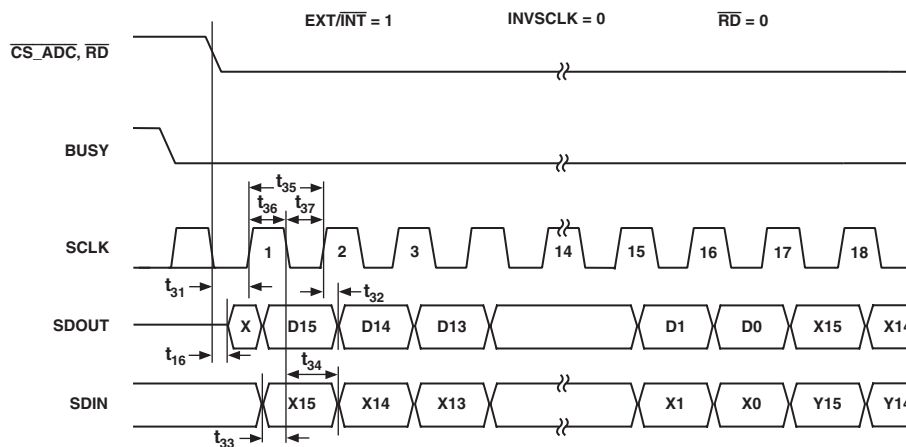 EXT/INT = 1 INVSCLK = 0 RD = 0
CS_ADC, RD
BUSY
t35
t36 t37
SCLK 1 2 3 14 15 16 17 18
t31 t32
SDOUT X D15 D14 D13 D1 D0 X15 X14
t16 t34
SDIN X15 X14 X13 X1 X0 Y15 Y14
t33